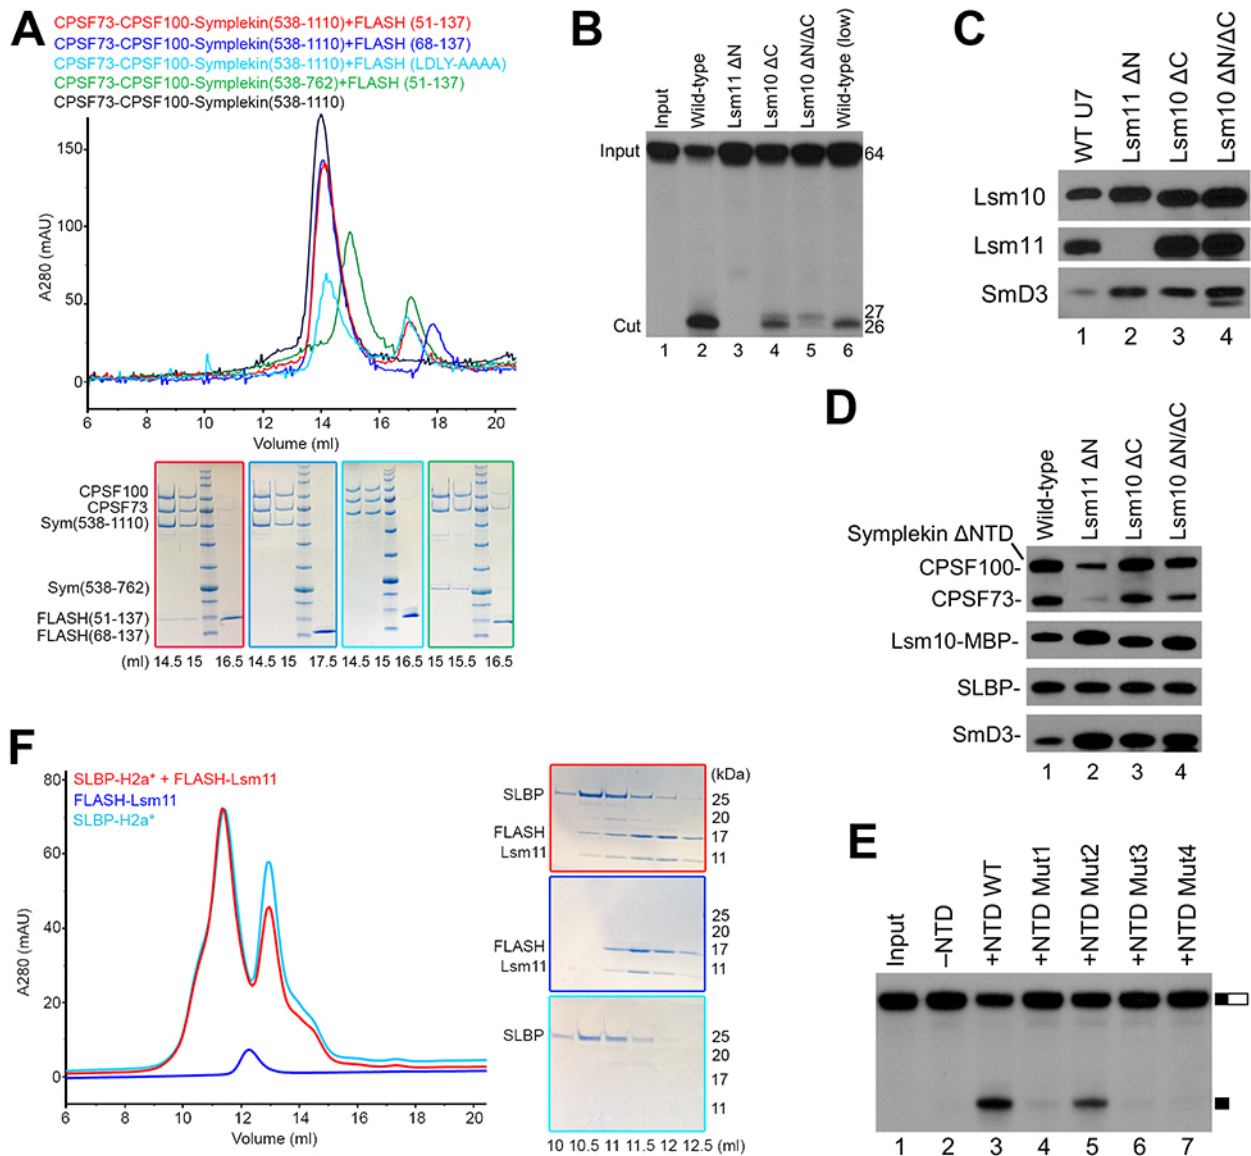 A
CPSF73-CPSF100-Symplekin(538-1110)+FLASH (51-137)
CPSF73-CPSF100-Symplekin(538-1110)+FLASH (68-137)
CPSF73-CPSF100-Symplekin(538-1110)+FLASH (LDLY-AAAA)
CPSF73-CPSF100-Symplekin(538-762)+FLASH (51-137)
CPSF73-CPSF100-Symplekin(538-1110)
A280 (mAU)
150
100
50
0
6 8 10 12 14 16 18 20
Volume (ml)
CPSF100
CPSF73
Sym(538-1110)
Sym(538-762)
FLASH(51-137)
FLASH(68-137)
(ml) 14.5 15 16.5 14.5 15 17.5 14.5 15 16.5 15 15.5 16.5
B
Input
Wild-type
Lsm11 ΔN
Lsm10 ΔC
Lsm10 ΔN/ΔC
Wild-type (low)
Input
64
Cut
27
26
1 2 3 4 5 6
C
WT U7
Lsm11 ΔN
Lsm10 ΔC
Lsm10 ΔN/ΔC
Lsm10
Lsm11
SmD3
1 2 3 4
D
Wild-type
Lsm11 ΔN
Lsm10 ΔC
Lsm10 ΔN/ΔC
Symplekin ΔNTD
CPSF100-
CPSF73-
Lsm10-MBP-
SLBP-
SmD3-
1 2 3 4
F
SLBP-H2a* + FLASH-Lsm11
FLASH-Lsm11
SLBP-H2a*
A280 (mAU)
80
60
40
20
0
6 8 10 12 14 16 18 20
Volume (ml)
(kDa)
SLBP
FLASH
Lsm11
25
20
17
11
FLASH
Lsm11
25
20
17
11
SLBP
25
20
17
11
10 10.5 11 11.5 12 12.5 (ml)
E
Input
–NTD
+NTD WT
+NTD Mut1
+NTD Mut2
+NTD Mut3
+NTD Mut4
1 2 3 4 5 6 7